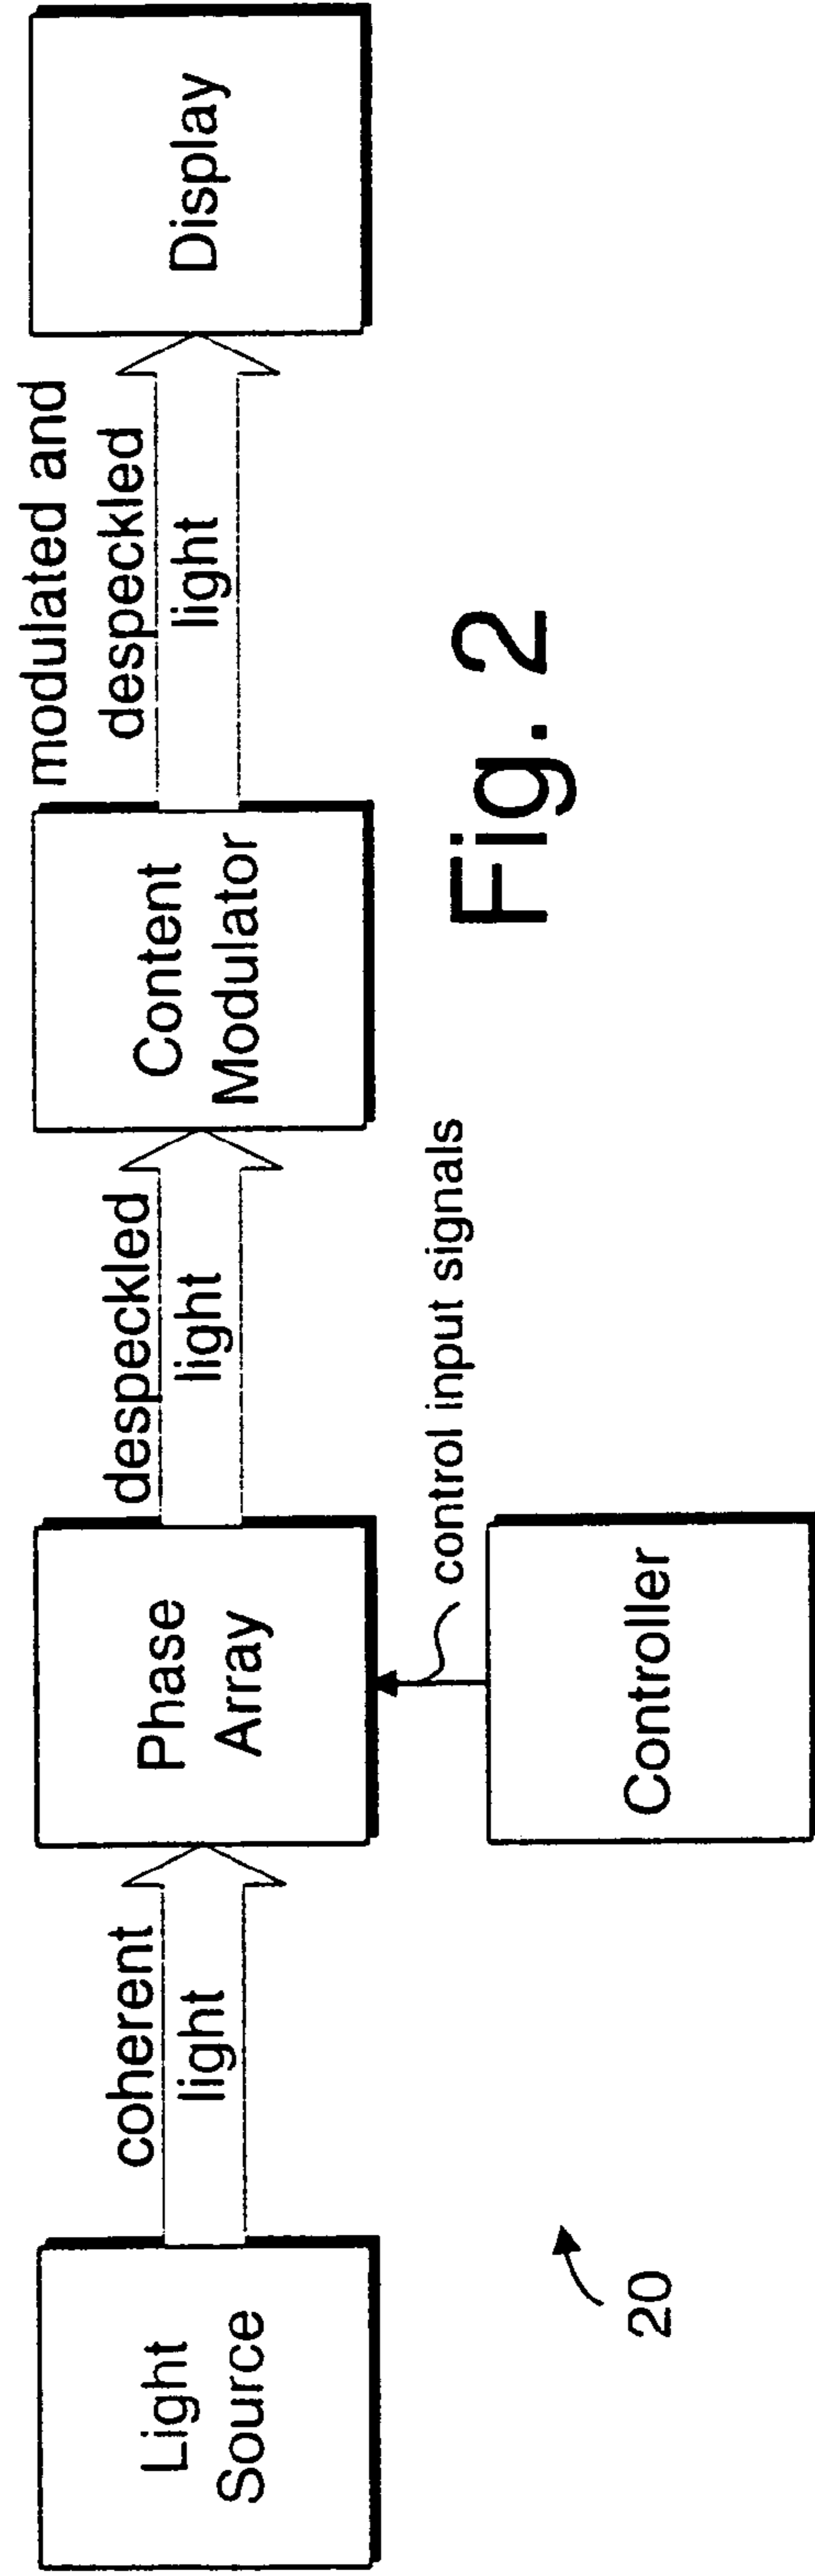 Light
Source
coherent
light
Phase
Array
despeckled
light
Content
Modulator
modulated and
despeckled
light
Display
control input signals
Controller
20
Fig. 2